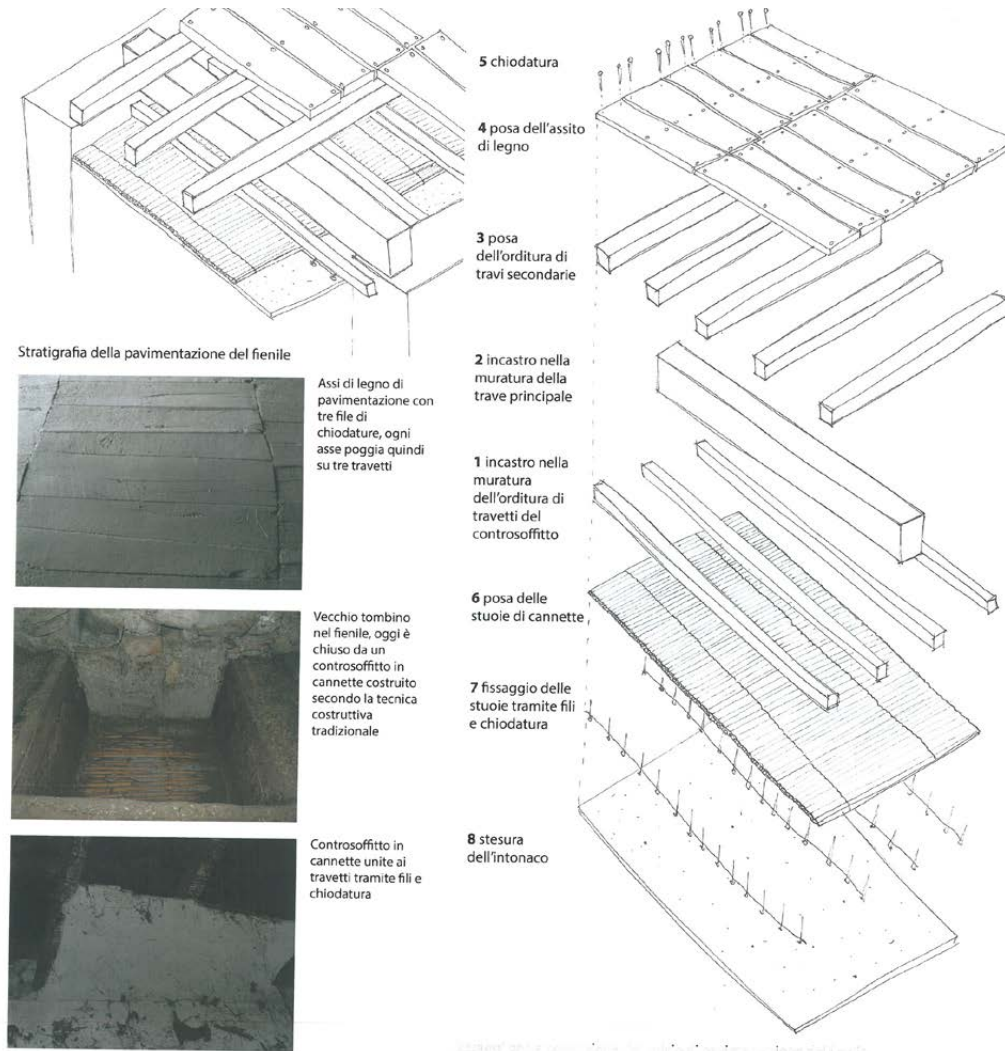 5 chiodatura
4 posa dell'assito
di legno
3 posa
dell'orditura di
travi secondarie
Stratigrafia della pavimentazione del fienile
Assi di legno di
pavimentazione con
tre file di
chiodature, ogni
asse poggia quindi
su tre travetti
2 incastro nella
muratura della
trave principale
1 incastro nella
muratura
dell'orditura di
travetti del
controsoffitto
Vecchio tombino
nel fienile, oggi è
chiuso da un
controsoffitto in
cannette costruito
secondo la tecnica
costruttiva
tradizionale
6 posa delle
stuoie di cannette
7 fissaggio delle
stuoie tramite fili
e chiodatura
Controsoffitto in
cannette unite ai
travetti tramite fili e
chiodatura
8 stesura
dell'intonaco